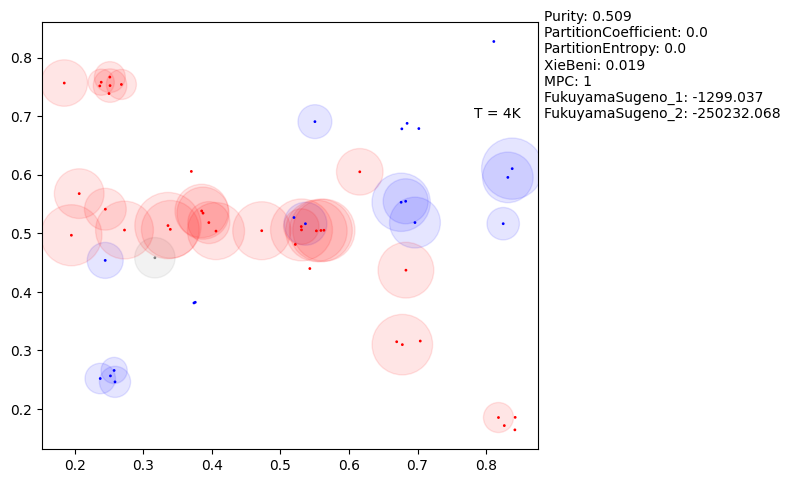 Purity: 0.509
PartitionCoefficient: 0.0
PartitionEntropy: 0.0
XieBeni: 0.019
MPC: 1
FukuyamaSugeno_1: -1299.037
FukuyamaSugeno_2: -250232.068
T = 4K
0.8
0.7
0.6
0.5
0.4
0.3
0.2
0.2 0.3 0.4 0.5 0.6 0.7 0.8